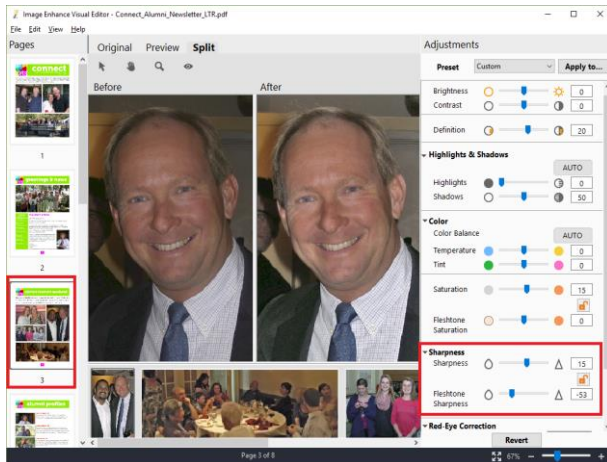 Image Enhance Visual Editor - Connect_Alumni_Newsletter_LTR.pdf
File Edit View Help
Pages
Original Preview Split
Adjustments
Preset Custom Apply to...
Before After
connect
1
2
3
alumni profiles
Brightness 0
Contrast 0
Definition 20
Highlights & Shadows
AUTO
Highlights 0
Shadows 50
Color
Color Balance AUTO
Temperature 0
Tint 0
Saturation 15
Fleshtone
Saturation 0
Sharpness
Sharpness 15
Fleshtone
Sharpness -53
Red-Eye Correction
Revert
Page 3 of 8
67%